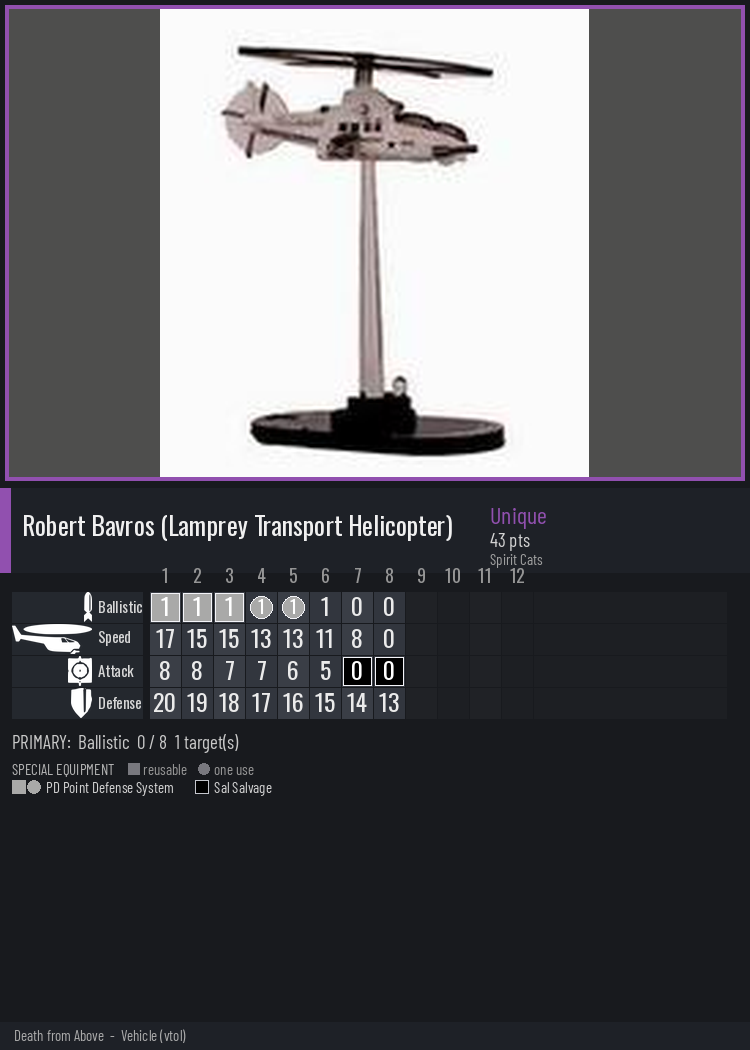 Robert Bavros (Lamprey Transport Helicopter)
Unique
43 pts
Spirit Cats
1 2 3 4 5 6 7 8 9 10 11 12
Ballistic 1 1 1 1 1 1 0 0
Speed 17 15 15 13 13 11 8 0
Attack 8 8 7 7 6 5 0 0
Defense 20 19 18 17 16 15 14 13
PRIMARY: Ballistic 0 / 8 1 target(s)
SPECIAL EQUIPMENT reusable one use
PD Point Defense System Sal Salvage
Death from Above - Vehicle (vtol)